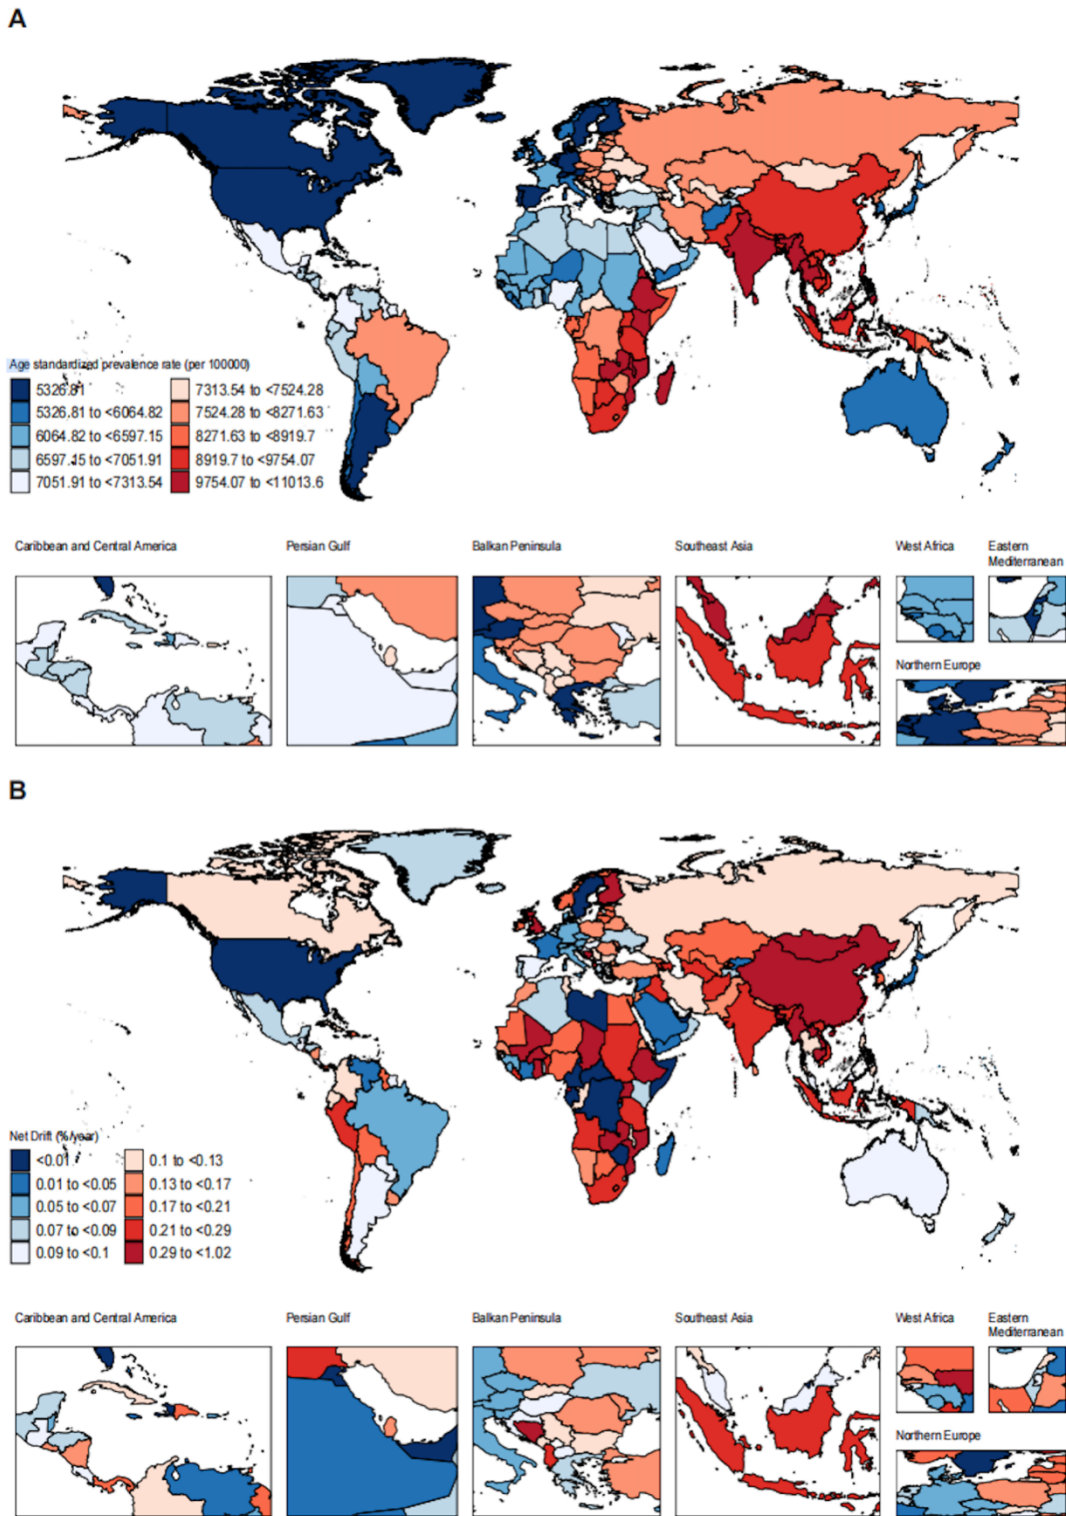 A
Age standardized prevalence rate (per 100000)
5326.81
5326.81 to <6064.82
6064.82 to <6597.15
6597.15 to <7051.91
7051.91 to <7313.54
7313.54 to <7524.28
7524.28 to <8271.63
8271.63 to <8919.7
8919.7 to <9754.07
9754.07 to <11013.6
Caribbean and Central America
Persian Gulf
Balkan Peninsula
Southeast Asia
West Africa
Eastern
Mediterranean
Northern Europe
B
Net Drift (%/year)
<0.01
0.01 to <0.05
0.05 to <0.07
0.07 to <0.09
0.09 to <0.1
0.1 to <0.13
0.13 to <0.17
0.17 to <0.21
0.21 to <0.29
0.29 to <1.02
Caribbean and Central America
Persian Gulf
Balkan Peninsula
Southeast Asia
West Africa
Eastern
Mediterranean
Northern Europe